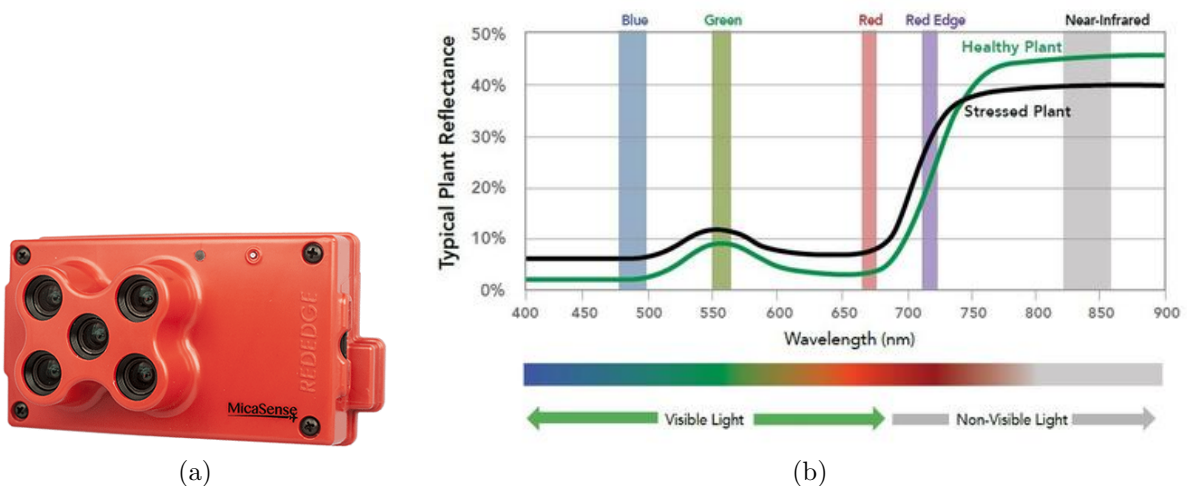 REDEDGE
MicaSense
(a)
Blue Green Red Red Edge Near-Infrared
Typical Plant Reflectance
50%
40%
30%
20%
10%
0%
Healthy Plant
Stressed Plant
400 450 500 550 600 650 700 750 800 850 900
Wavelength (nm)
Visible Light Non-Visible Light
(b)